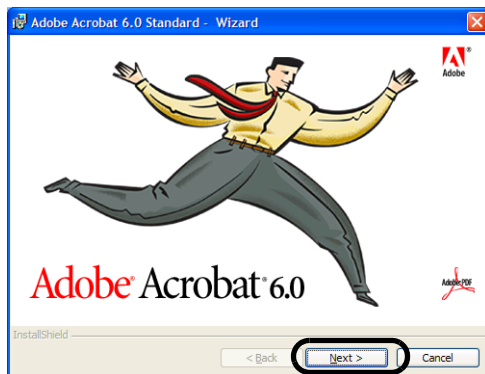 Adobe Acrobat 6.0 Standard - Wizard
Adobe®
Adobe® Acrobat® 6.0
Adobe PDF
InstallShield
< Back
Next >
Cancel